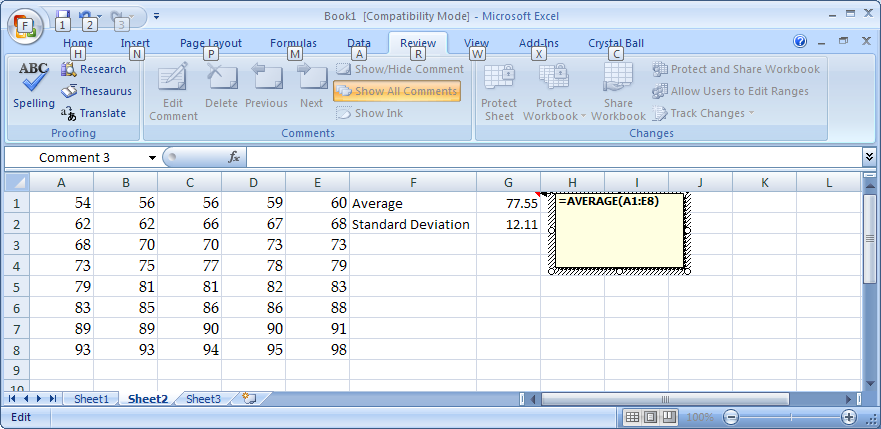 Book1 [Compatibility Mode] - Microsoft Excel
F 1 2 3
Home Insert Page Layout Formulas Data Review View Add-Ins Crystal Ball
H N P M A R W X C
ABC Spelling
Research
Thesaurus
Translate
Proofing
Edit Comment
Delete
Previous
Next
Show/Hide Comment
Show All Comments
Show Ink
Comments
Protect Sheet
Protect Workbook
Share Workbook
Protect and Share Workbook
Allow Users to Edit Ranges
Track Changes
Changes
Comment 3 fx
A B C D E F G H I J K L
1 54 56 56 59 60 Average 77.55 =AVERAGE(A1:E8)
2 62 62 66 67 68 Standard Deviation 12.11
3 68 70 70 73 73
4 73 75 77 78 79
5 79 81 81 82 83
6 83 85 86 86 88
7 89 89 90 90 91
8 93 93 94 95 98
9
10
Sheet1 Sheet2 Sheet3
Edit 100%